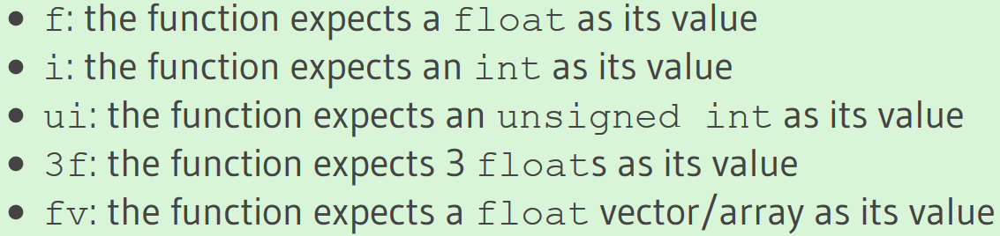 • f: the function expects a float as its value
• i: the function expects an int as its value
• ui: the function expects an unsigned int as its value
• 3f: the function expects 3 floats as its value
• fv: the function expects a float vector/array as its value